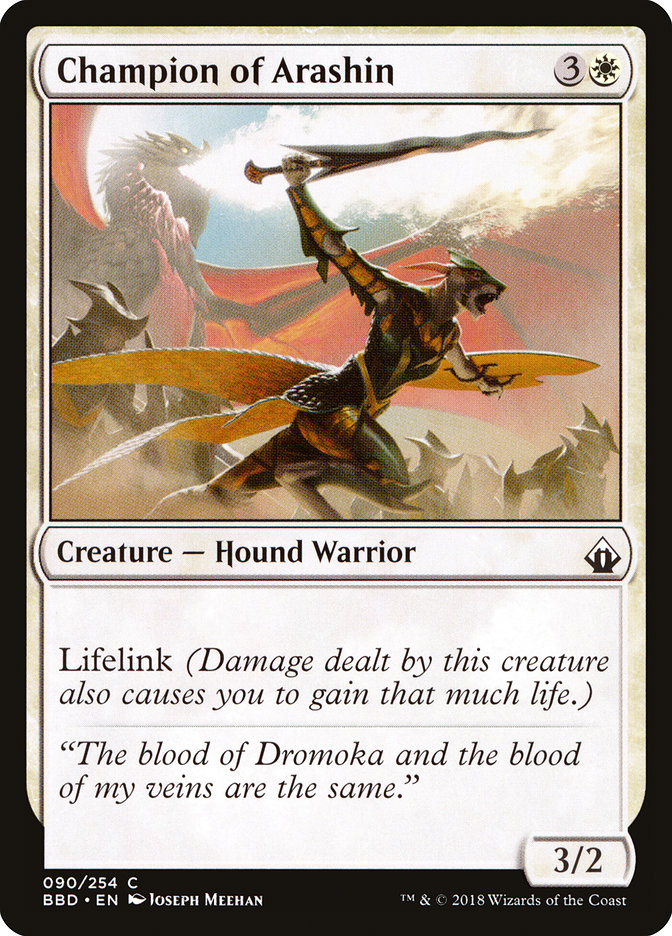 Champion of Arashin 3
Creature — Hound Warrior
Lifelink (Damage dealt by this creature
also causes you to gain that much life.)
“The blood of Dromoka and the blood
of my veins are the same.”
3/2
090/254 C
BBD • EN Joseph Meehan ™ & © 2018 Wizards of the Coast